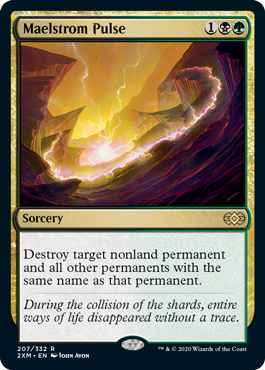 Maelstrom Pulse 1
Sorcery
Destroy target nonland permanent
and all other permanents with the
same name as that permanent.
During the collision of the shards, entire
ways of life disappeared without a trace.
207/332 R
2XM • EN JOHN AVON ™ & © 2020 Wizards of the Coast